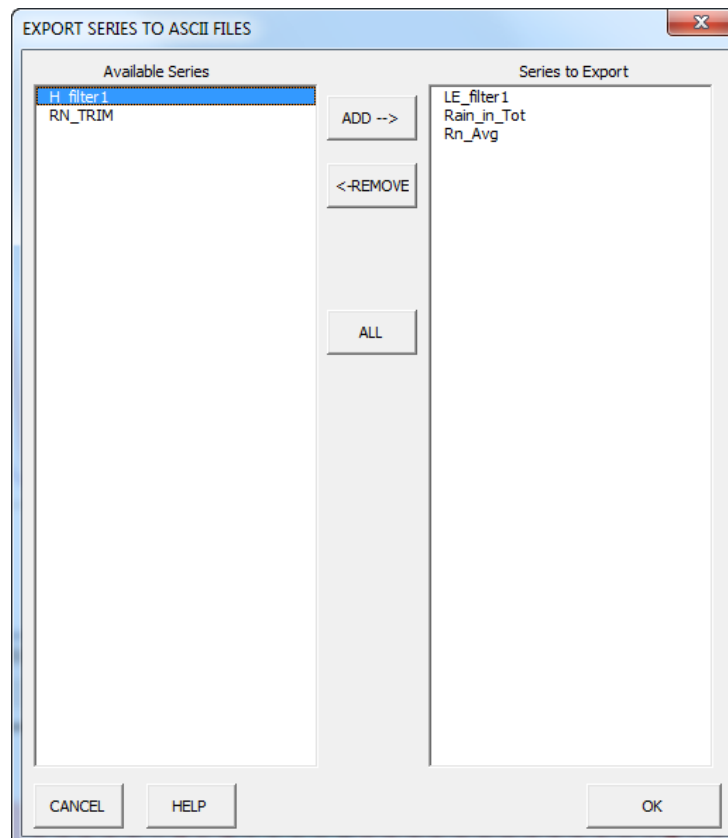 EXPORT SERIES TO ASCII FILES
Available Series
Series to Export
H_filter1
RN_TRIM
ADD -->
<-REMOVE
ALL
LE_filter1
Rain_in_Tot
Rn_Avg
CANCEL
HELP
OK